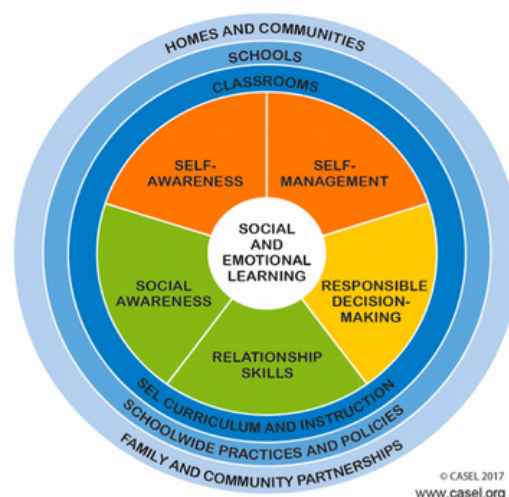 HOMES AND COMMUNITIES
SCHOOLS
CLASSROOMS
SELF-
AWARENESS
SELF-
MANAGEMENT
SOCIAL
AND
EMOTIONAL
LEARNING
SOCIAL
AWARENESS
RESPONSIBLE
DECISION-
MAKING
RELATIONSHIP
SKILLS
SEL CURRICULUM AND INSTRUCTION
SCHOOLWIDE PRACTICES AND POLICIES
FAMILY AND COMMUNITY PARTNERSHIPS
© CASEL 2017
www.casel.org